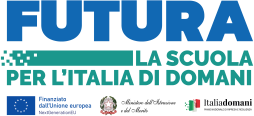 FUTURA
LA SCUOLA
PER L'ITALIA DI DOMANI
Finanziato
dall'Unione europea
NextGenerationEU
Ministero dell'Istruzione
e del Merito
Italiadomani